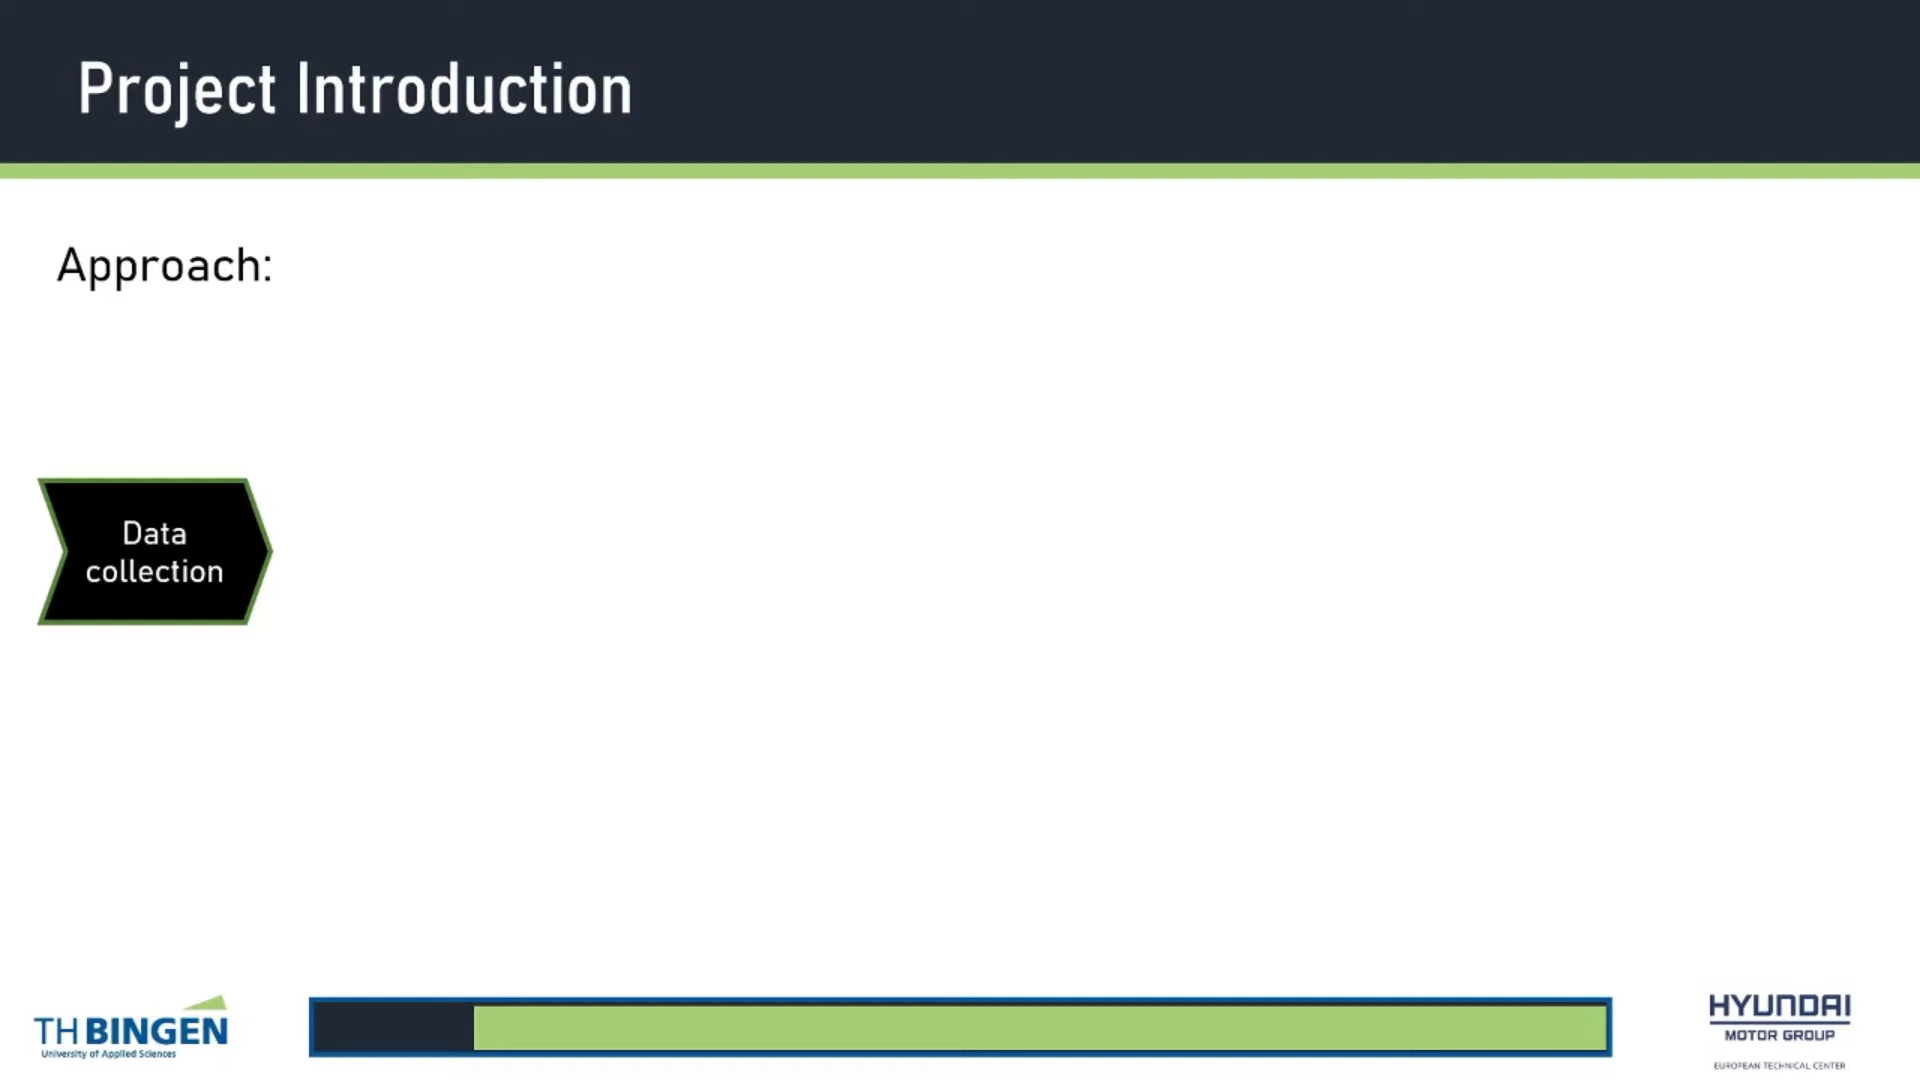 Project Introduction
Approach:
Data
collection
TH BINGEN
University of Applied Sciences
HYUNDAI
MOTOR GROUP
EUROPEAN TECHNICAL CENTER